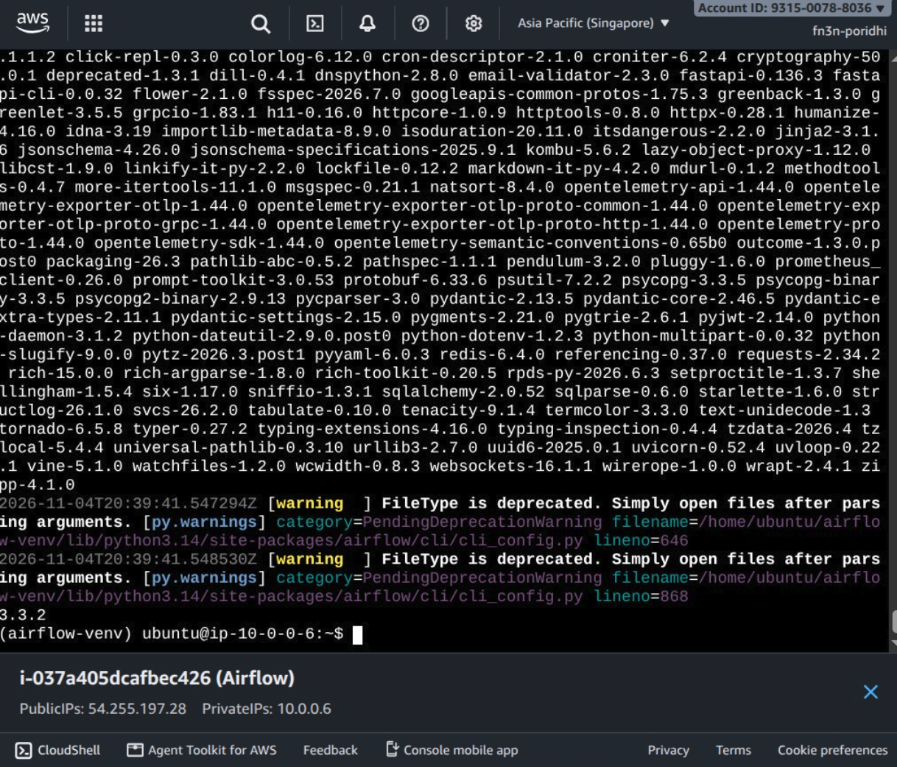 aws
Asia Pacific (Singapore) ▼
Account ID: 9315-0078-8036 ▼
fn3n-poridhi
.1.1.2 click-repl-0.3.0 colorlog-6.12.0 cron-descriptor-2.1.0 croniter-6.2.4 cryptography-50
.0.1 deprecated-1.3.1 dill-0.4.1 dnspython-2.8.0 email-validator-2.3.0 fastapi-0.136.3 fasta
pi-cli-0.0.32 flower-2.1.0 fsspec-2026.7.0 googleapis-common-protos-1.75.3 greenback-1.3.0 g
reenlet-3.5.5 grpcio-1.83.1 h11-0.16.0 httpcore-1.0.9 httptools-0.8.0 httpx-0.28.1 humanize-
4.16.0 idna-3.19 importlib-metadata-8.9.0 isoduration-20.11.0 itsdangerous-2.2.0 jinja2-3.1.
6 jsonschema-4.26.0 jsonschema-specifications-2025.9.1 kombu-5.6.2 lazy-object-proxy-1.12.0
libcst-1.9.0 linkify-it-py-2.2.0 lockfile-0.12.2 markdown-it-py-4.2.0 mdurl-0.1.2 methodtool
s-0.4.7 more-itertools-11.1.0 msgspec-0.21.1 natsort-8.4.0 opentelemetry-api-1.44.0 opentele
metry-exporter-otlp-1.44.0 opentelemetry-exporter-otlp-proto-common-1.44.0 opentelemetry-exp
orter-otlp-proto-grpc-1.44.0 opentelemetry-exporter-otlp-proto-http-1.44.0 opentelemetry-pro
to-1.44.0 opentelemetry-sdk-1.44.0 opentelemetry-semantic-conventions-0.65b0 outcome-1.3.0.p
ost0 packaging-26.3 pathlib-abc-0.5.2 pathspec-1.1.1 pendulum-3.2.0 pluggy-1.6.0 prometheus_
client-0.26.0 prompt-toolkit-3.0.53 protobuf-6.33.6 psutil-7.2.2 psycopg-3.3.5 psycopg-binar
y-3.3.5 psycopg2-binary-2.9.13 pycparser-3.0 pydantic-2.13.5 pydantic-core-2.46.5 pydantic-e
xtra-types-2.11.1 pydantic-settings-2.15.0 pygments-2.21.0 pygtrie-2.6.1 pyjwt-2.14.0 python
-daemon-3.1.2 python-dateutil-2.9.0.post0 python-dotenv-1.2.3 python-multipart-0.0.32 python
-slugify-9.0.0 pytz-2026.3.post1 pyyaml-6.0.3 redis-6.4.0 referencing-0.37.0 requests-2.34.2
rich-15.0.0 rich-argparse-1.8.0 rich-toolkit-0.20.5 rpds-py-2026.6.3 setproctitle-1.3.7 she
llingham-1.5.4 six-1.17.0 sniffio-1.3.1 sqlalchemy-2.0.52 sqlparse-0.6.0 starlette-1.6.0 str
uctlog-26.1.0 svcs-26.2.0 tabulate-0.10.0 tenacity-9.1.4 termcolor-3.3.0 text-unidecode-1.3
tornado-6.5.8 typer-0.27.2 typing-extensions-4.16.0 typing-inspection-0.4.4 tzdata-2026.4 tz
local-5.4.4 universal-pathlib-0.3.10 urllib3-2.7.0 uuid6-2025.0.1 uvicorn-0.52.4 uvloop-0.22
.1 vine-5.1.0 watchfiles-1.2.0 wcwidth-0.8.3 websockets-16.1.1 wirerope-1.0.0 wrapt-2.4.1 zi
pp-4.1.0
2026-11-04T20:39:41.547294Z [warning  ] FileType is deprecated. Simply open files after pars
ing arguments. [py.warnings] category=PendingDeprecationWarning filename=/home/ubuntu/airflo
w-venv/lib/python3.14/site-packages/airflow/cli/cli_config.py lineno=646
2026-11-04T20:39:41.548530Z [warning  ] FileType is deprecated. Simply open files after pars
ing arguments. [py.warnings] category=PendingDeprecationWarning filename=/home/ubuntu/airflo
w-venv/lib/python3.14/site-packages/airflow/cli/cli_config.py lineno=868
3.3.2
(airflow-venv) ubuntu@ip-10-0-0-6:~$
i-037a405dcafbec426 (Airflow)
PublicIPs: 54.255.197.28 PrivateIPs: 10.0.0.6
CloudShell Agent Toolkit for AWS Feedback Console mobile app Privacy Terms Cookie preferences